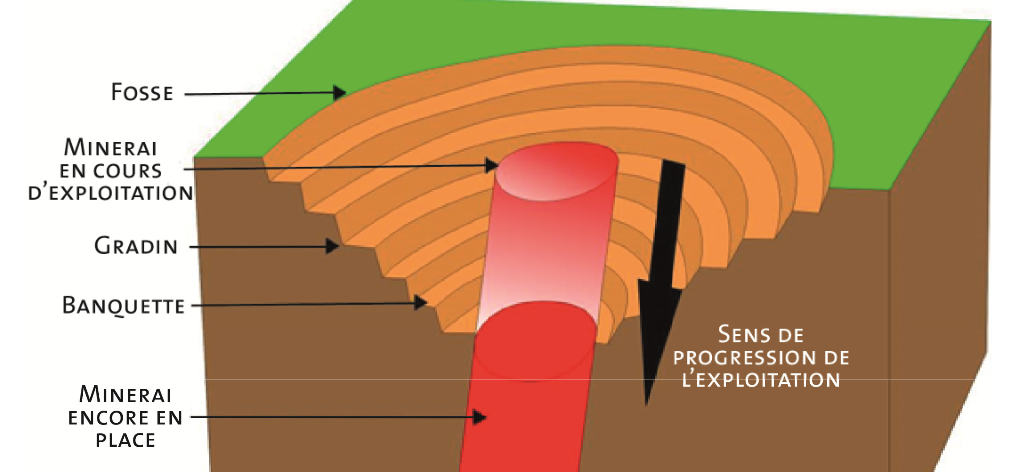 Fosse
Minerai
en cours
d'exploitation
Gradin
Banquette
Sens de
progression de
l'exploitation
Minerai
encore en
place